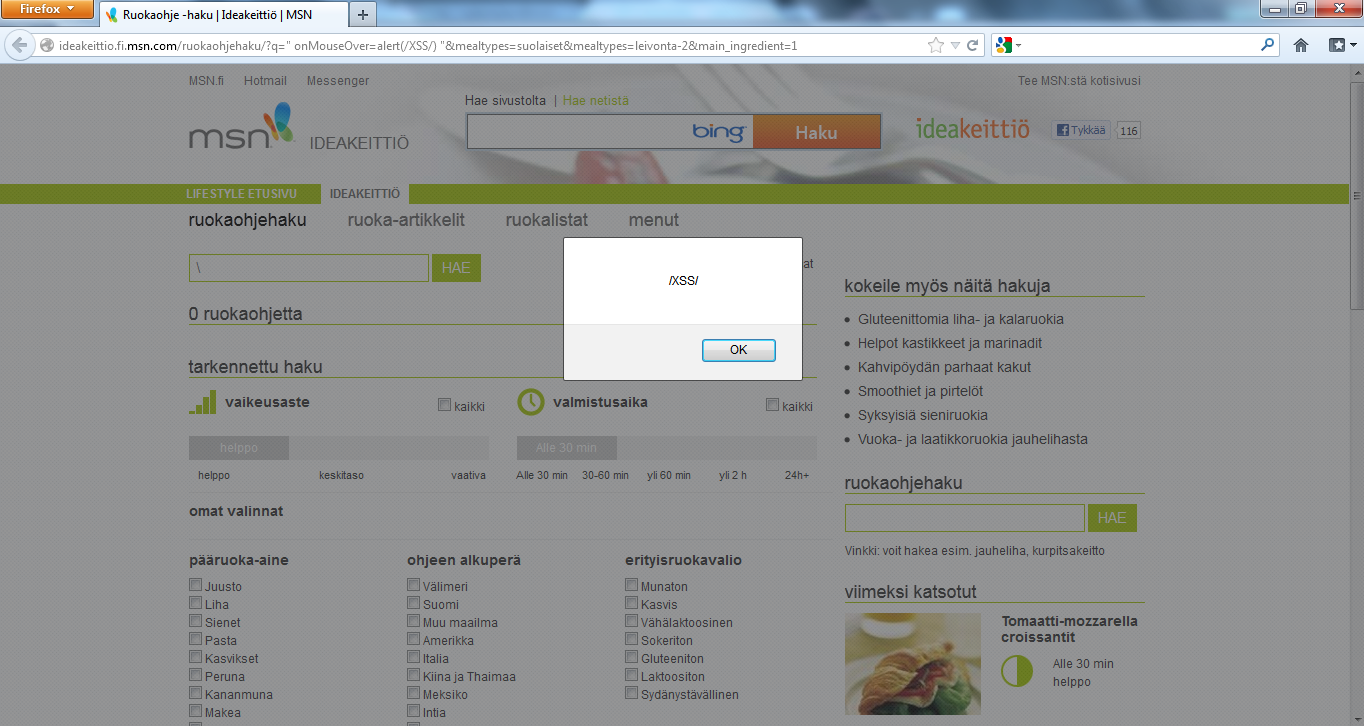 Firefox
Ruokaohje -haku | Ideakeittiö | MSN
ideakeittio.fi.msn.com/ruokaohjehaku/?q=" onMouseOver=alert(/XSS/) "&mealtypes=suolaiset&mealtypes=leivonta-2&main_ingredient=1
MSN.fi Hotmail Messenger Tee MSN:stä kotisivusi
Hae sivustolta | Hae netistä
msn IDEAKEITTIÖ bing Haku ideakeittiö Tykkää 116
LIFESTYLE ETUSIVU IDEAKEITTIÖ
ruokaohjehaku ruoka-artikkelit ruokalistat menut
\ HAE at
/XSS/
OK
0 ruokaohjetta
tarkennettu haku
vaikeusaste kaikki valmistusaika kaikki
helppo Alle 30 min
helppo keskitaso vaativa Alle 30 min 30-60 min yli 60 min yli 2 h 24h+
omat valinnat
pääruoka-aine
Juusto
Liha
Sienet
Pasta
Kasvikset
Peruna
Kananmuna
Makea
ohjeen alkuperä
Välimeri
Suomi
Muu maailma
Amerikka
Italia
Kiina ja Thaimaa
Meksiko
Intia
erityisruokavalio
Munaton
Kasvis
Vähälaktoosinen
Sokeriton
Gluteeniton
Laktoositon
Sydänystävällinen
kokeile myös näitä hakuja
Gluteenittomia liha- ja kalaruokia
Helpot kastikkeet ja marinadit
Kahvipöydän parhaat kakut
Smoothiet ja pirtelöt
Syksyisiä sieniruokia
Vuoka- ja laatikkoruokia jauhelihasta
ruokaohjehaku
HAE
Vinkki: voit hakea esim. jauheliha, kurpitsakeitto
viimeksi katsotut
Tomaatti-mozzarella
croissantit
Alle 30 min
helppo